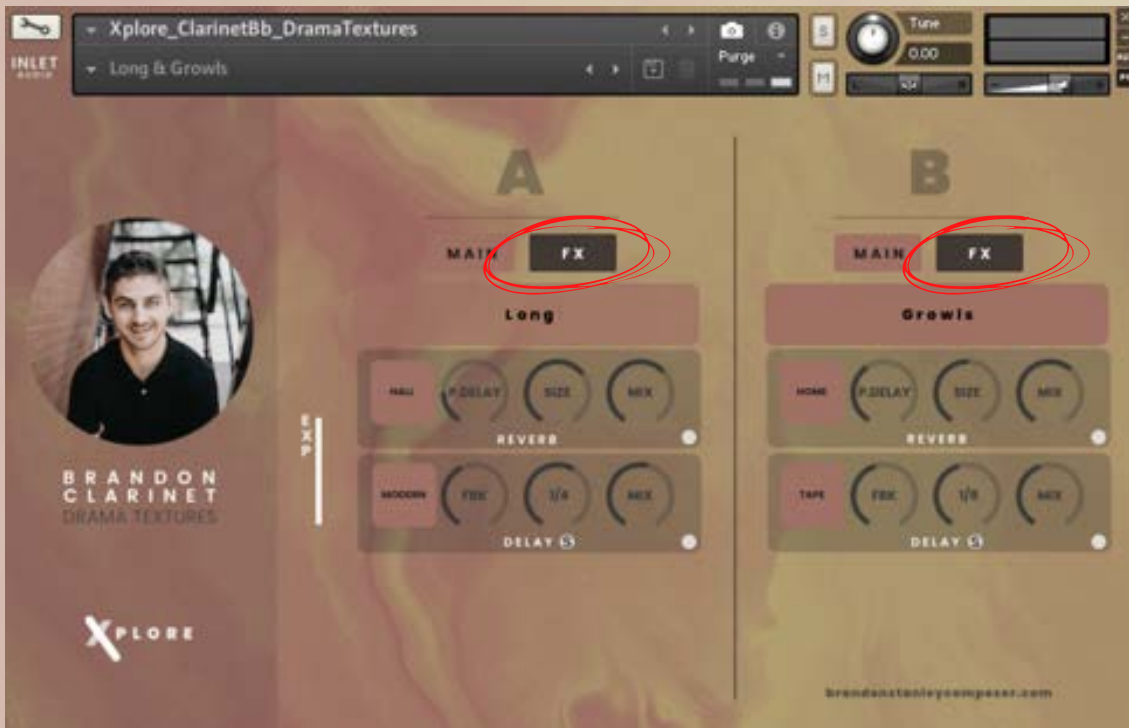 Xplore_ClarinetBb_DramaTextures
Long & Growls
INLET
AUDIO
Purge
S
M
Tune
0.00
L
R
A
B
MAIN
FX
MAIN
FX
Long
Growls
HALL
P.DELAY
SIZE
MIX
REVERB
HOME
P.DELAY
SIZE
MIX
REVERB
EXP
MODERN
FBK
1/4
MIX
DELAY S
TAPE
FBK
1/8
MIX
DELAY S
BRANDON
CLARINET
DRAMA TEXTURES
XPLORE
brandonstanleycomposer.com